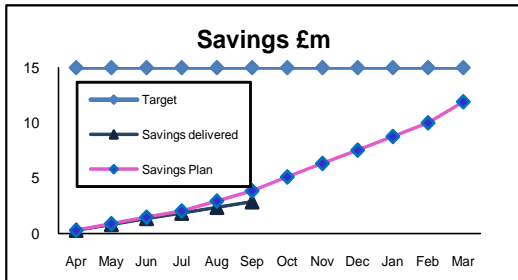 Savings £m
15
Target
Savings delivered
10
Savings Plan
5
0
Apr May Jun Jul Aug Sep Oct Nov Dec Jan Feb Mar